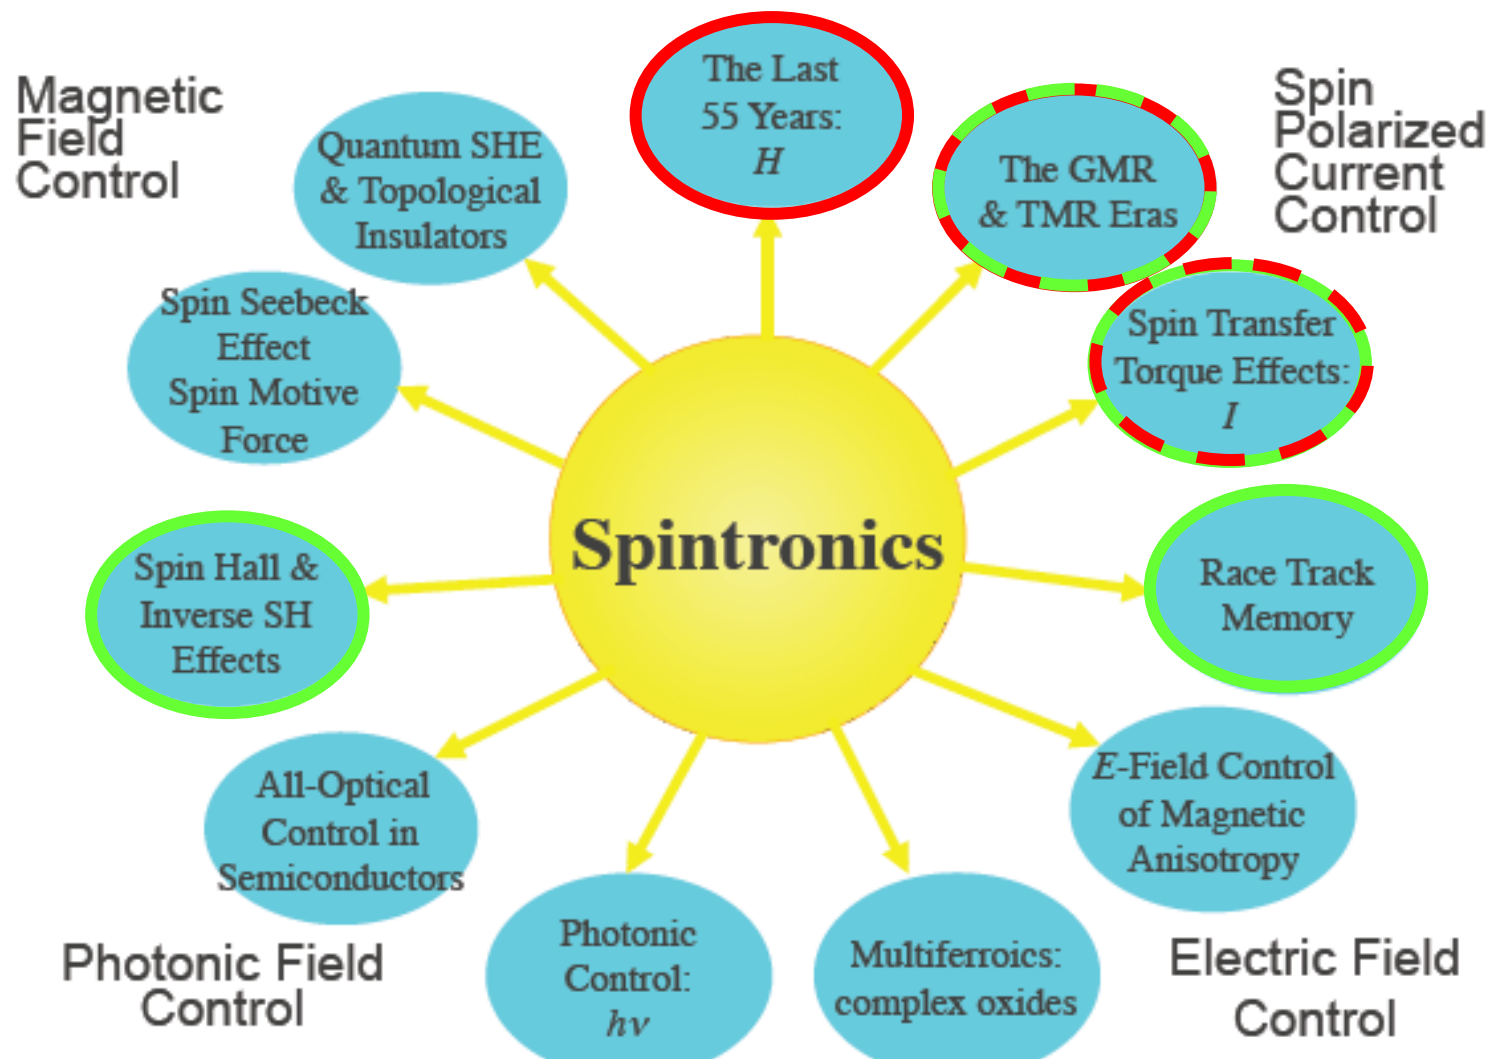 Magnetic
Field
Control
The Last
55 Years:
H
Spin
Polarized
Current
Control
Quantum SHE
& Topological
Insulators
The GMR
& TMR Eras
Spin Seebeck
Effect
Spin Motive
Force
Spin Transfer
Torque Effects:
I
Spintronics
Spin Hall &
Inverse SH
Effects
Race Track
Memory
All-Optical
Control in
Semiconductors
E-Field Control
of Magnetic
Anisotropy
Photonic Field
Control
Photonic
Control:
hν
Multiferroics:
complex oxides
Electric Field
Control